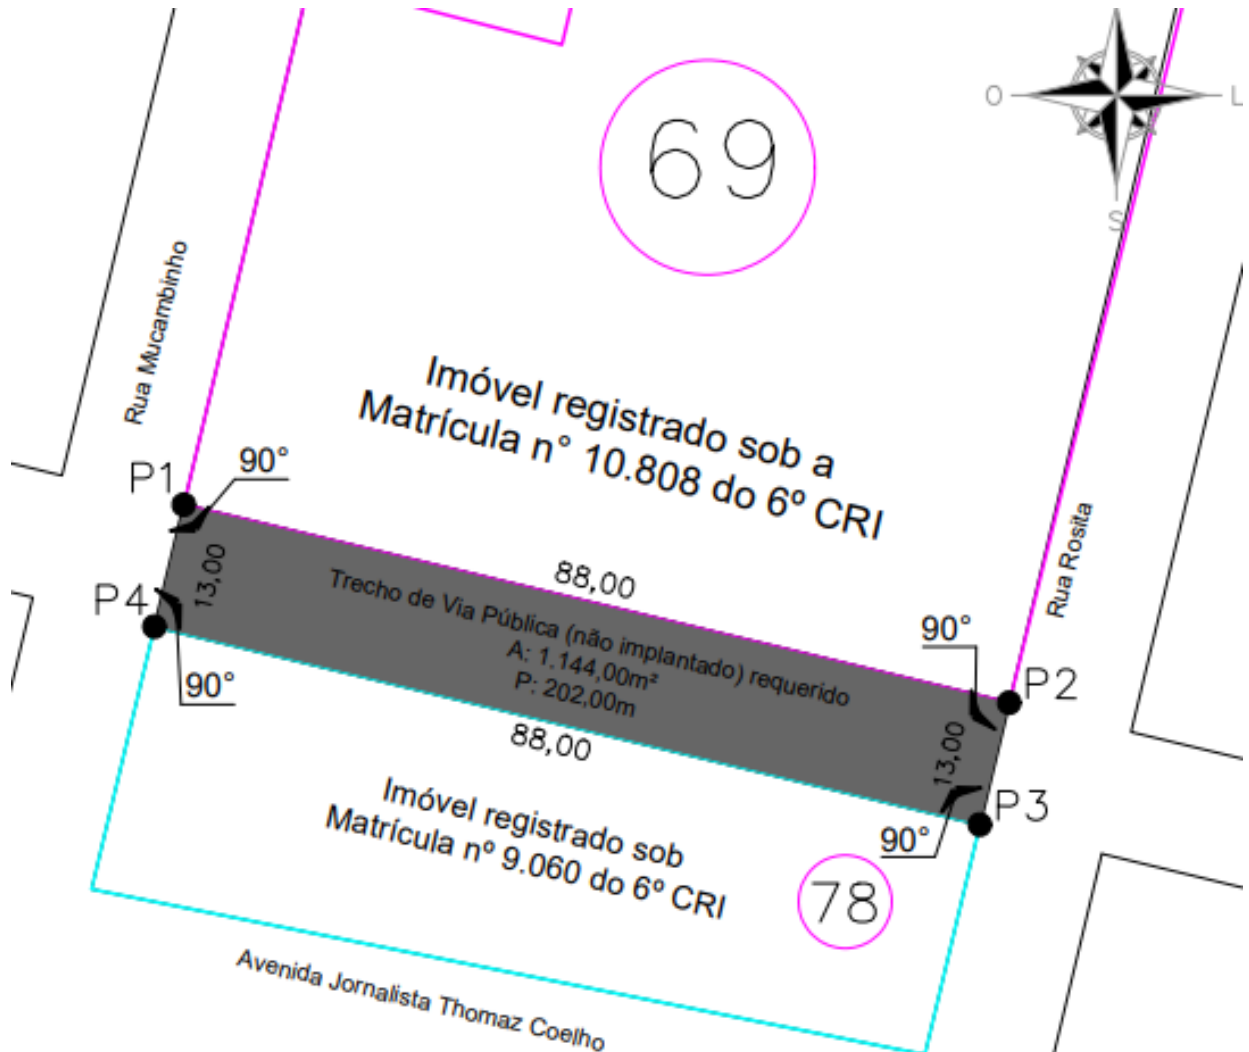 O
L
S
69
Rua Mucambinho
Imóvel registrado sob a
Matrícula n° 10.808 do 6º CRI
P1
90°
13,00
88,00
Rua Rosita
P4
90°
Trecho de Via Pública (não implantado) requerido
A: 1.144,00m²
P: 202,00m
90°
P2
88,00
13,00
P3
90°
Imóvel registrado sob
Matrícula nº 9.060 do 6º CRI
78
Avenida Jornalista Thomaz Coelho